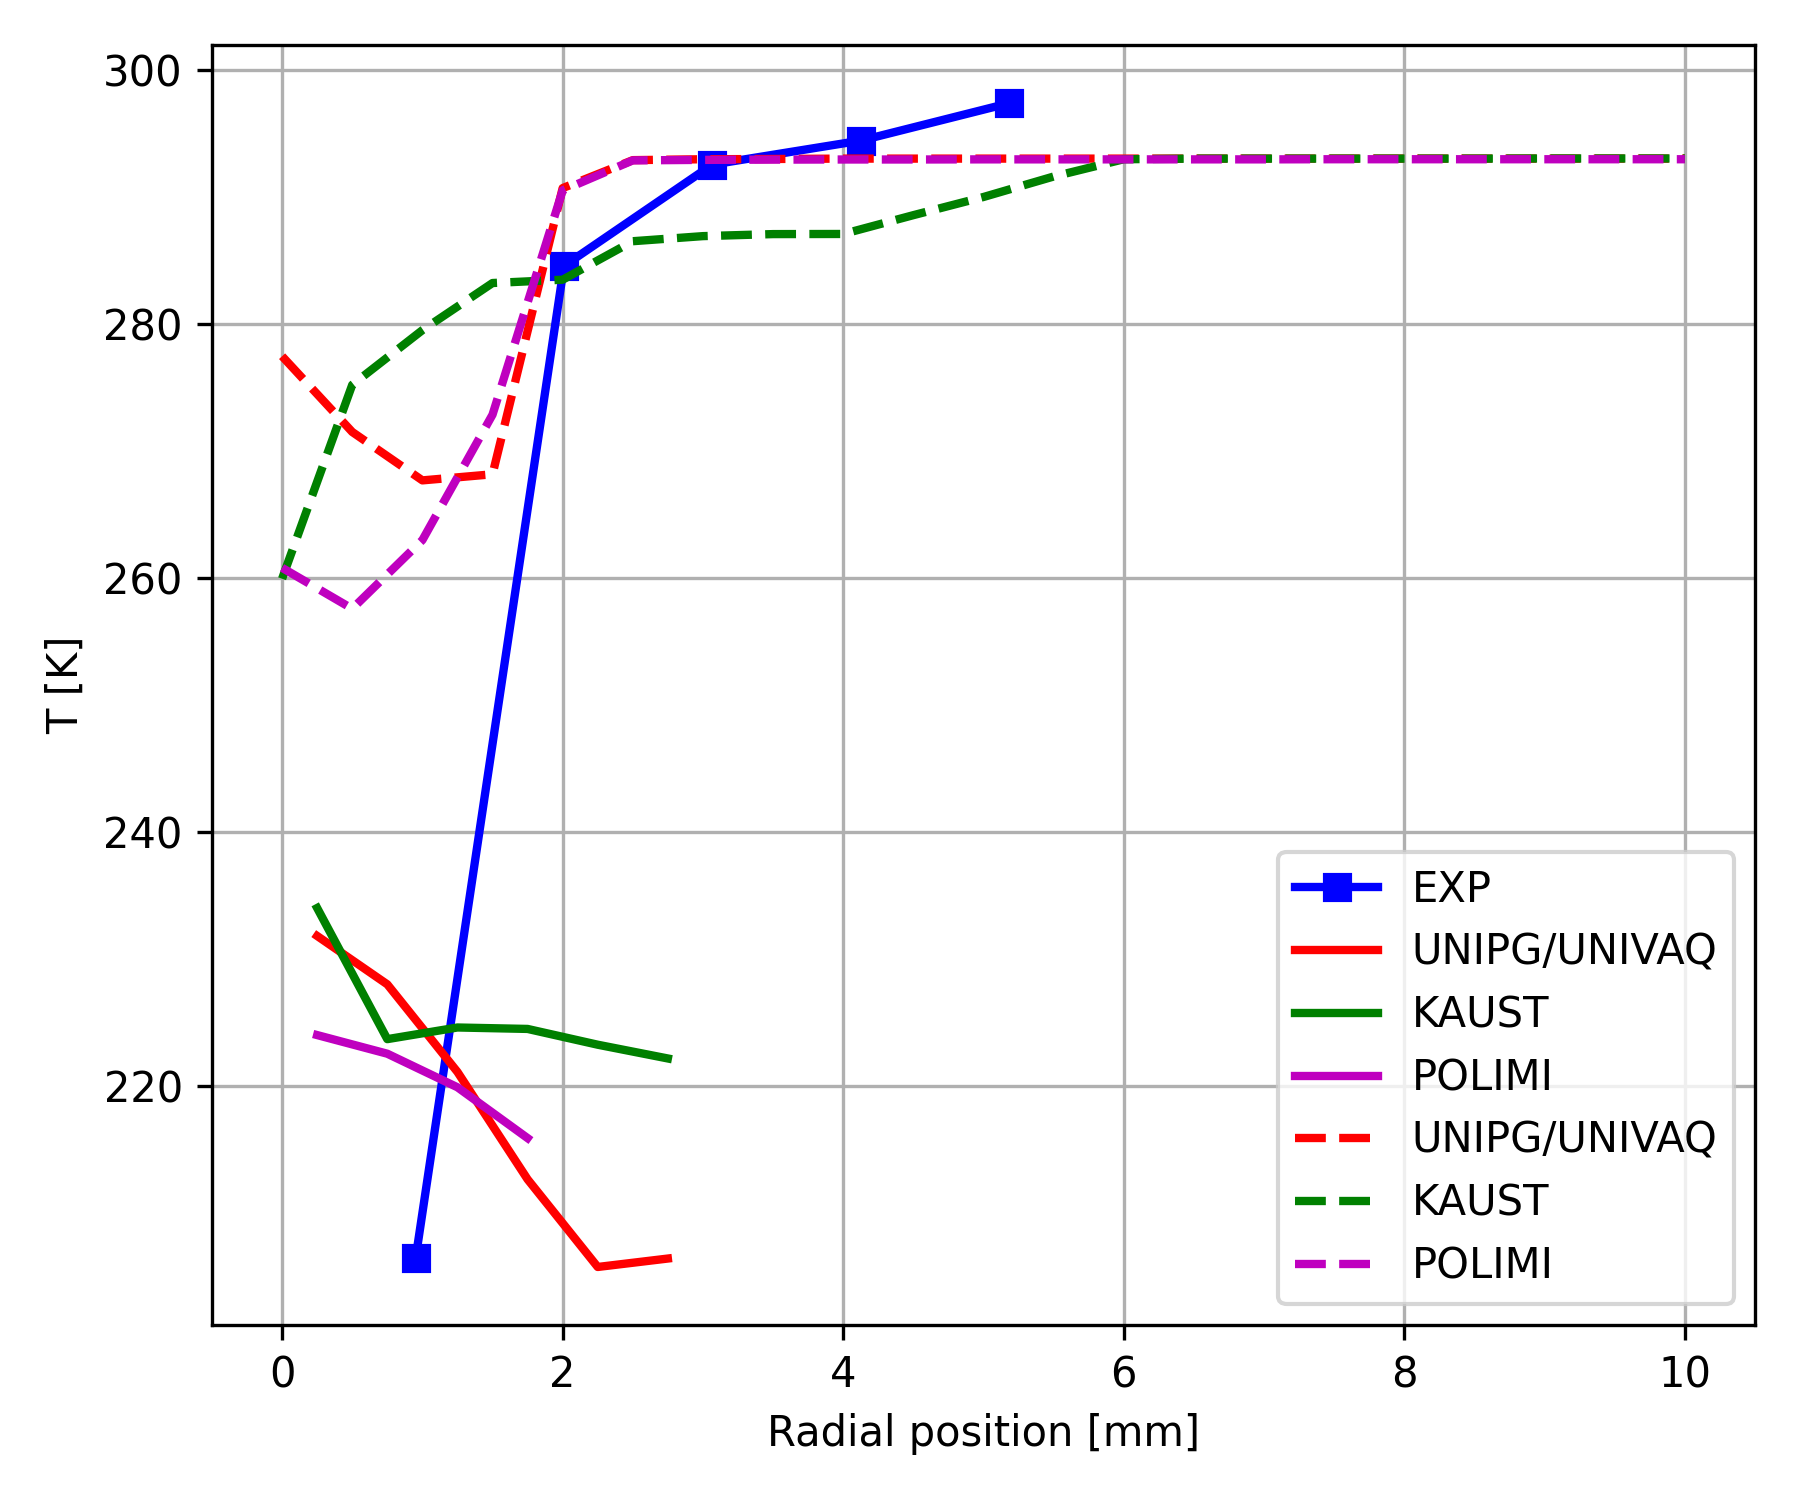 300
280
260
240
220
T [K]
0 2 4 6 8 10
Radial position [mm]
EXP
UNIPG/UNIVAQ
KAUST
POLIMI
UNIPG/UNIVAQ
KAUST
POLIMI